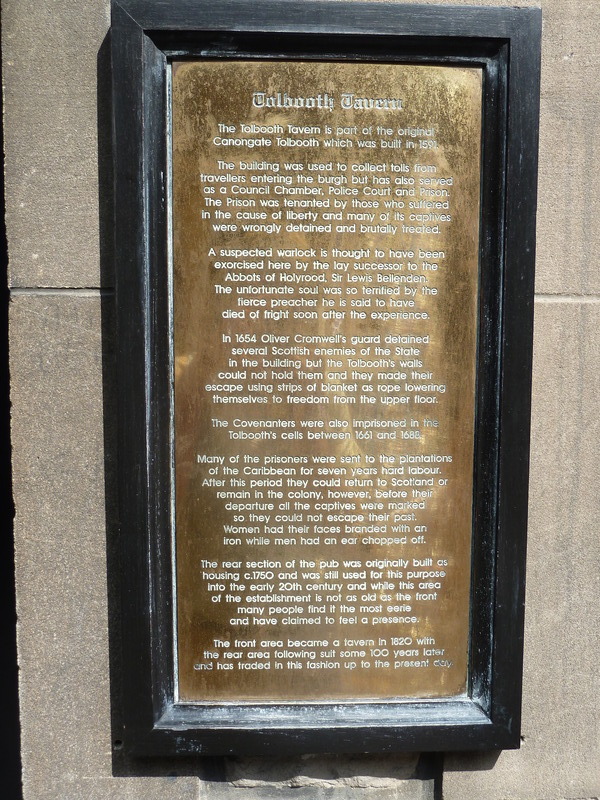 Tolbooth Tavern
The Tolbooth Tavern is part of the original
Canongate Tolbooth which was built in 1591.
The building was used to collect tolls from
travellers entering the burgh but has also served
as a Council Chamber, Police Court and Prison.
The Prison was tenanted by those who suffered
in the cause of liberty and many of its captives
were wrongly detained and brutally treated.
A suspected warlock is thought to have been
exorcised here by the lay successor to the
Abbots of Holyrood, Sir Lewis Bellenden.
The unfortunate soul was so terrified by the
fierce preacher he is said to have
died of fright soon after the experience.
In 1654 Oliver Cromwell's guard detained
several Scottish enemies of the State
in the building but the Tolbooth's walls
could not hold them and they made their
escape using strips of blanket as rope lowering
themselves to freedom from the upper floor.
The Covenanters were also imprisoned in the
Tolbooth's cells between 1661 and 1688.
Many of the prisoners were sent to the plantations
of the Caribbean for seven years hard labour.
After this period they could return to Scotland or
remain in the colony, however, before their
departure all the captives were marked
so they could not escape their past.
Women had their faces branded with an
iron while men had an ear chopped off.
The rear section of the pub was originally built as
housing c.1750 and was still used for this purpose
into the early 20th century and while this area
of the establishment is not as old as the front
many people find it the most eerie
and have claimed to feel a presence.
The front area became a tavern in 1820 with
the rear area following suit some 100 years later
and has traded in this fashion up to the present day.